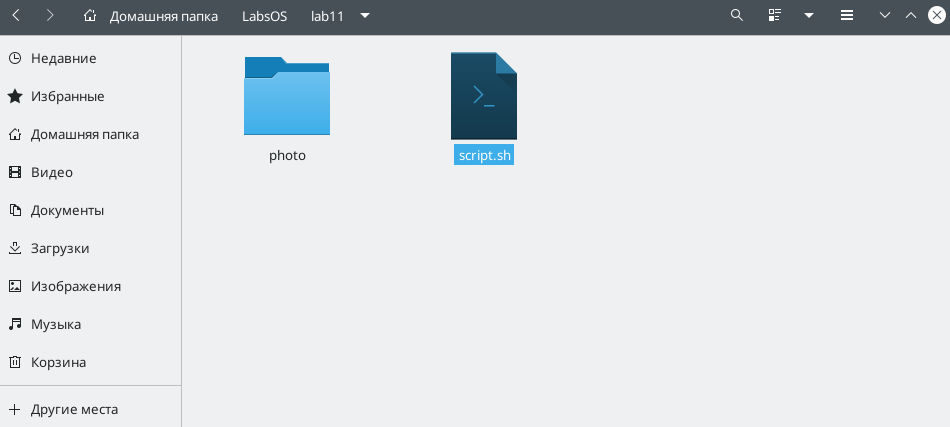 Домашняя папка LabsOS lab11
Недавние
Избранные
Домашняя папка
Видео
Документы
Загрузки
Изображения
Музыка
Корзина
Другие места
photo
>_
script.sh